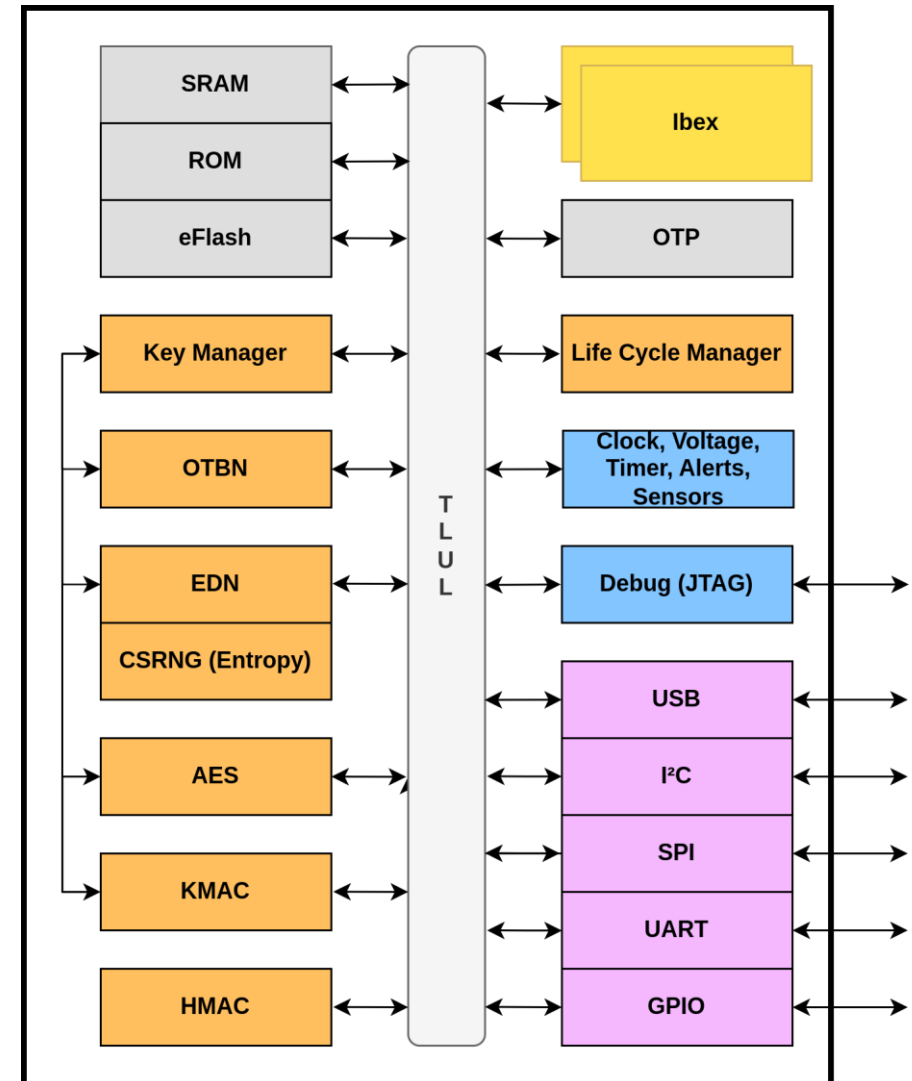 SRAM
ROM
eFlash
Key Manager
OTBN
EDN
CSRNG (Entropy)
AES
KMAC
HMAC
T
L
U
L
Ibex
OTP
Life Cycle Manager
Clock, Voltage,
Timer, Alerts,
Sensors
Debug (JTAG)
USB
I²C
SPI
UART
GPIO